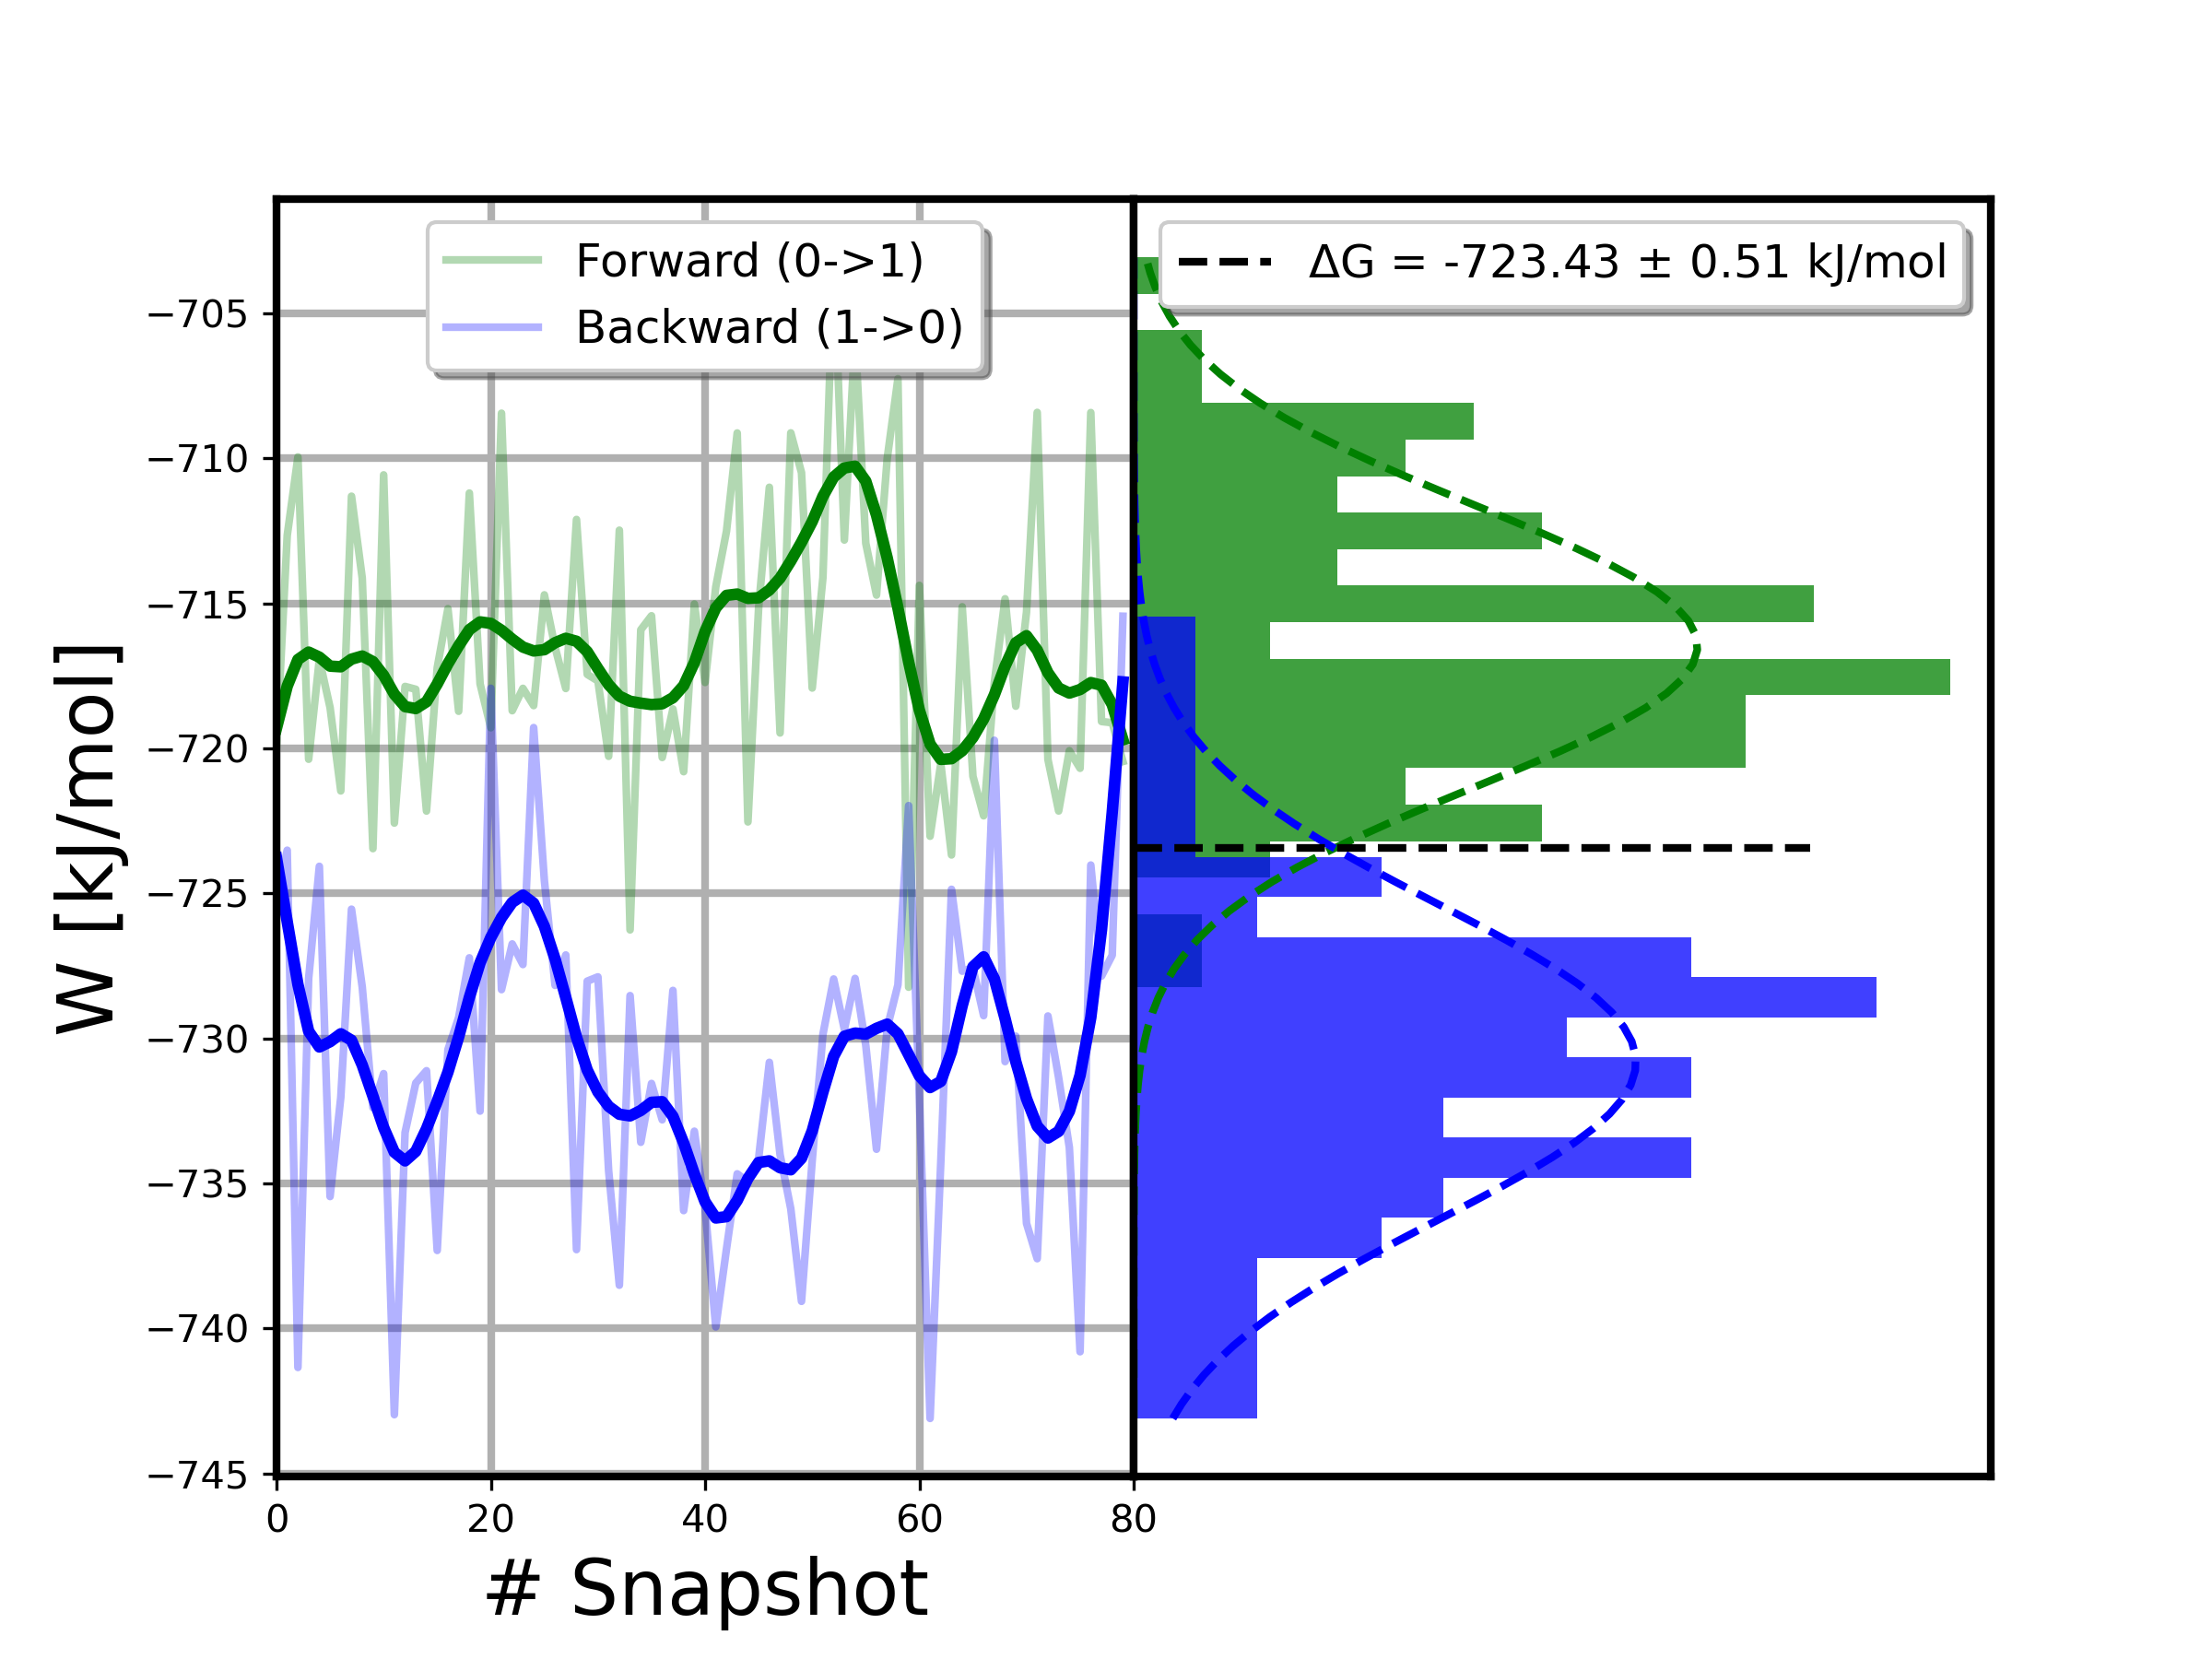 Forward (0->1)
Backward (1->0)
ΔG = -723.43 ± 0.51 kJ/mol
−705
−710
−715
−720
−725
−730
−735
−740
−745
W [kJ/mol]
0 20 40 60 80
# Snapshot